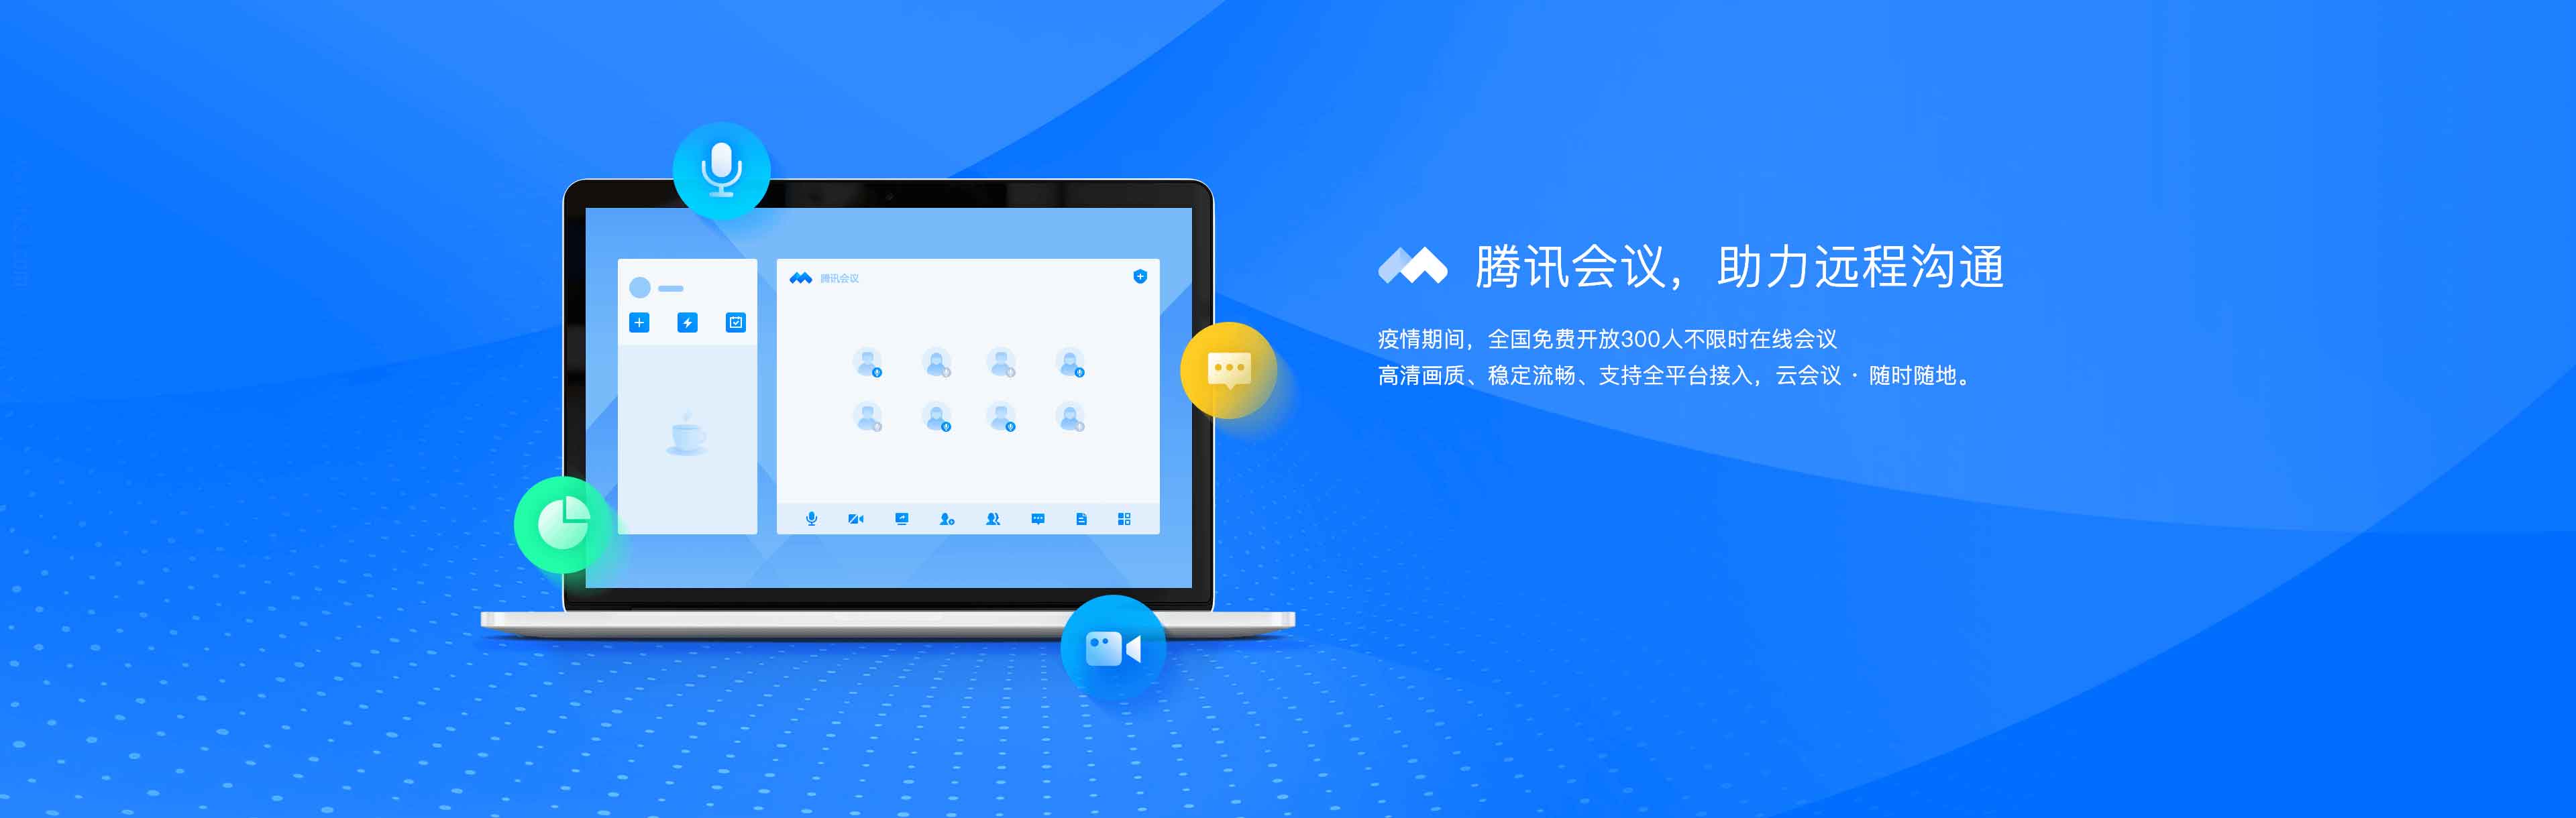 腾讯会议，助力远程沟通
疫情期间，全国免费开放300人不限时在线会议
高清画质、稳定流畅、支持全平台接入，云会议 · 随时随地。
腾讯会议